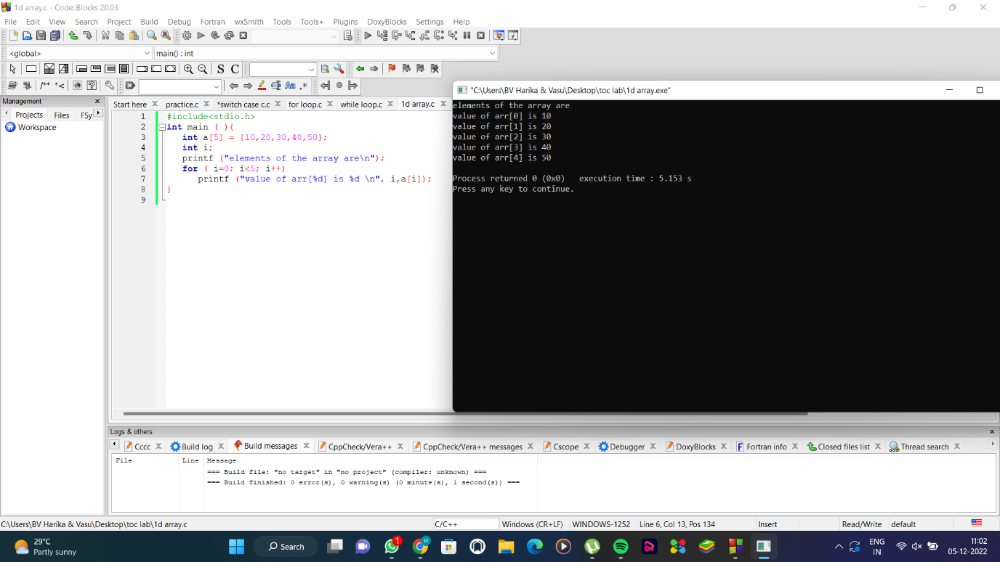 1d array.c - Code::Blocks 20.03
File Edit View Search Project Build Debug Fortran wxSmith Tools Tools+ Plugins DoxyBlocks Settings Help
<global> main() : int
S C
/** *< Aa .*
Management
Projects Files FSy
Workspace
Start here practice.c *switch case c.c for loop.c while loop.c 1d array.c
1 #include<stdio.h>
2 int main ( ){
3 int a[5] = {10,20,30,40,50};
4 int i;
5 printf ("elements of the array are\n");
6 for ( i=0; i<5; i++)
7 printf ("value of arr[%d] is %d \n", i,a[i]);
8 }
9
"C:\Users\BV Harika & Vasu\Desktop\toc lab\1d array.exe"
elements of the array are
value of arr[0] is 10
value of arr[1] is 20
value of arr[2] is 30
value of arr[3] is 40
value of arr[4] is 50
Process returned 0 (0x0) execution time : 5.153 s
Press any key to continue.
Logs & others
Cccc Build log Build messages CppCheck/Vera++ CppCheck/Vera++ messages Cscope Debugger DoxyBlocks Fortran info Closed files list Thread search
File Line Message
=== Build file: "no target" in "no project" (compiler: unknown) ===
=== Build finished: 0 error(s), 0 warning(s) (0 minute(s), 1 second(s)) ===
C:\Users\BV Harika & Vasu\Desktop\toc lab\1d array.c C/C++ Windows (CR+LF) WINDOWS-1252 Line 6, Col 13, Pos 134 Insert Read/Write default
29°C
Partly sunny
Search
1
H
ENG
IN
11:02
05-12-2022